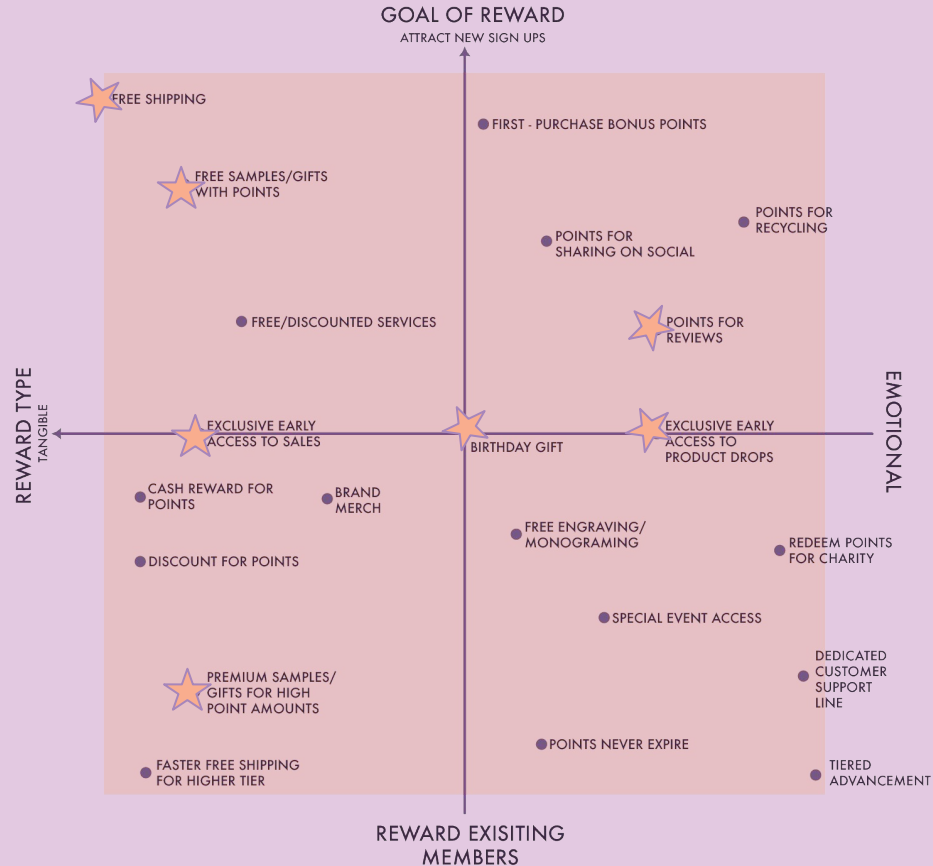 GOAL OF REWARD
ATTRACT NEW SIGN UPS
FREE SHIPPING
FIRST - PURCHASE BONUS POINTS
FREE SAMPLES/GIFTS
WITH POINTS
POINTS FOR
RECYCLING
POINTS FOR
SHARING ON SOCIAL
FREE/DISCOUNTED SERVICES
POINTS FOR
REVIEWS
REWARD TYPE
TANGIBLE
EMOTIONAL
EXCLUSIVE EARLY
ACCESS TO SALES
BIRTHDAY GIFT
EXCLUSIVE EARLY
ACCESS TO
PRODUCT DROPS
CASH REWARD FOR
POINTS
BRAND
MERCH
FREE ENGRAVING/
MONOGRAMING
REDEEM POINTS
FOR CHARITY
DISCOUNT FOR POINTS
SPECIAL EVENT ACCESS
DEDICATED
CUSTOMER
SUPPORT
LINE
PREMIUM SAMPLES/
GIFTS FOR HIGH
POINT AMOUNTS
POINTS NEVER EXPIRE
FASTER FREE SHIPPING
FOR HIGHER TIER
TIERED
ADVANCEMENT
REWARD EXISITING
MEMBERS